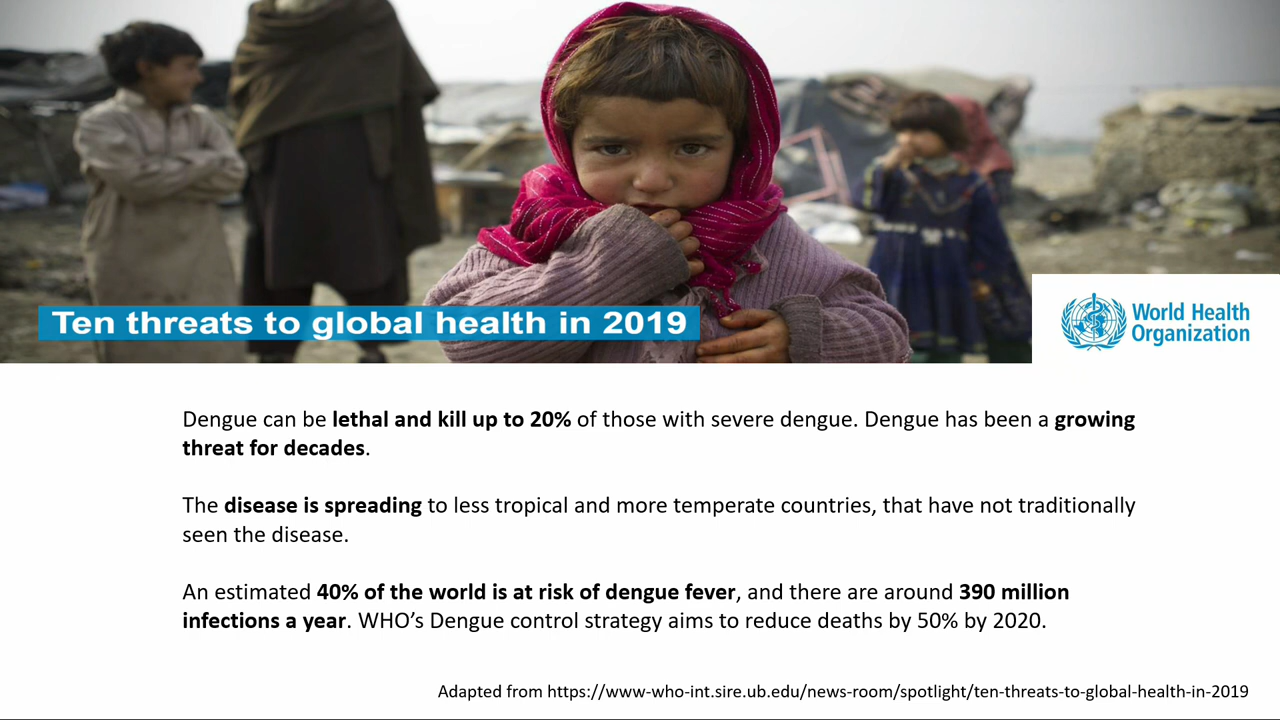 Ten threats to global health in 2019
World Health
Organization
Dengue can be lethal and kill up to 20% of those with severe dengue. Dengue has been a growing
threat for decades.
The disease is spreading to less tropical and more temperate countries, that have not traditionally
seen the disease.
An estimated 40% of the world is at risk of dengue fever, and there are around 390 million
infections a year. WHO’s Dengue control strategy aims to reduce deaths by 50% by 2020.
Adapted from https://www-who-int.sire.ub.edu/news-room/spotlight/ten-threats-to-global-health-in-2019